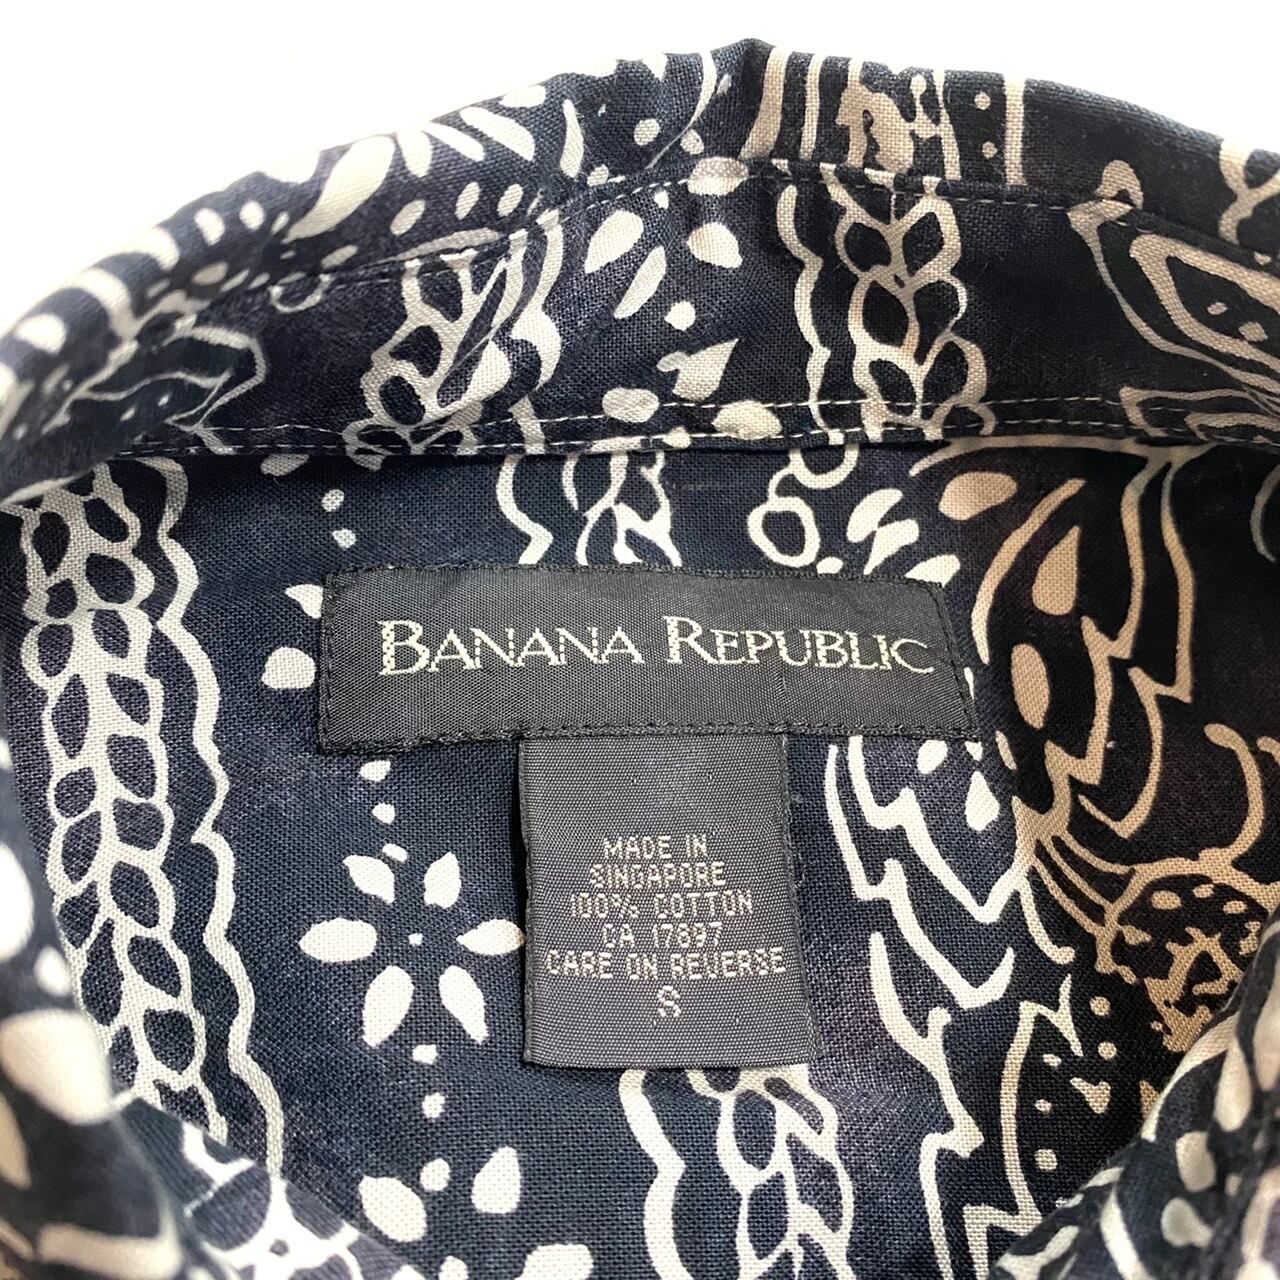 BANANA REPUBLIC
MADE IN
SINGAPORE
100% COTTON
CA 17897
CARE ON REVERSE
S